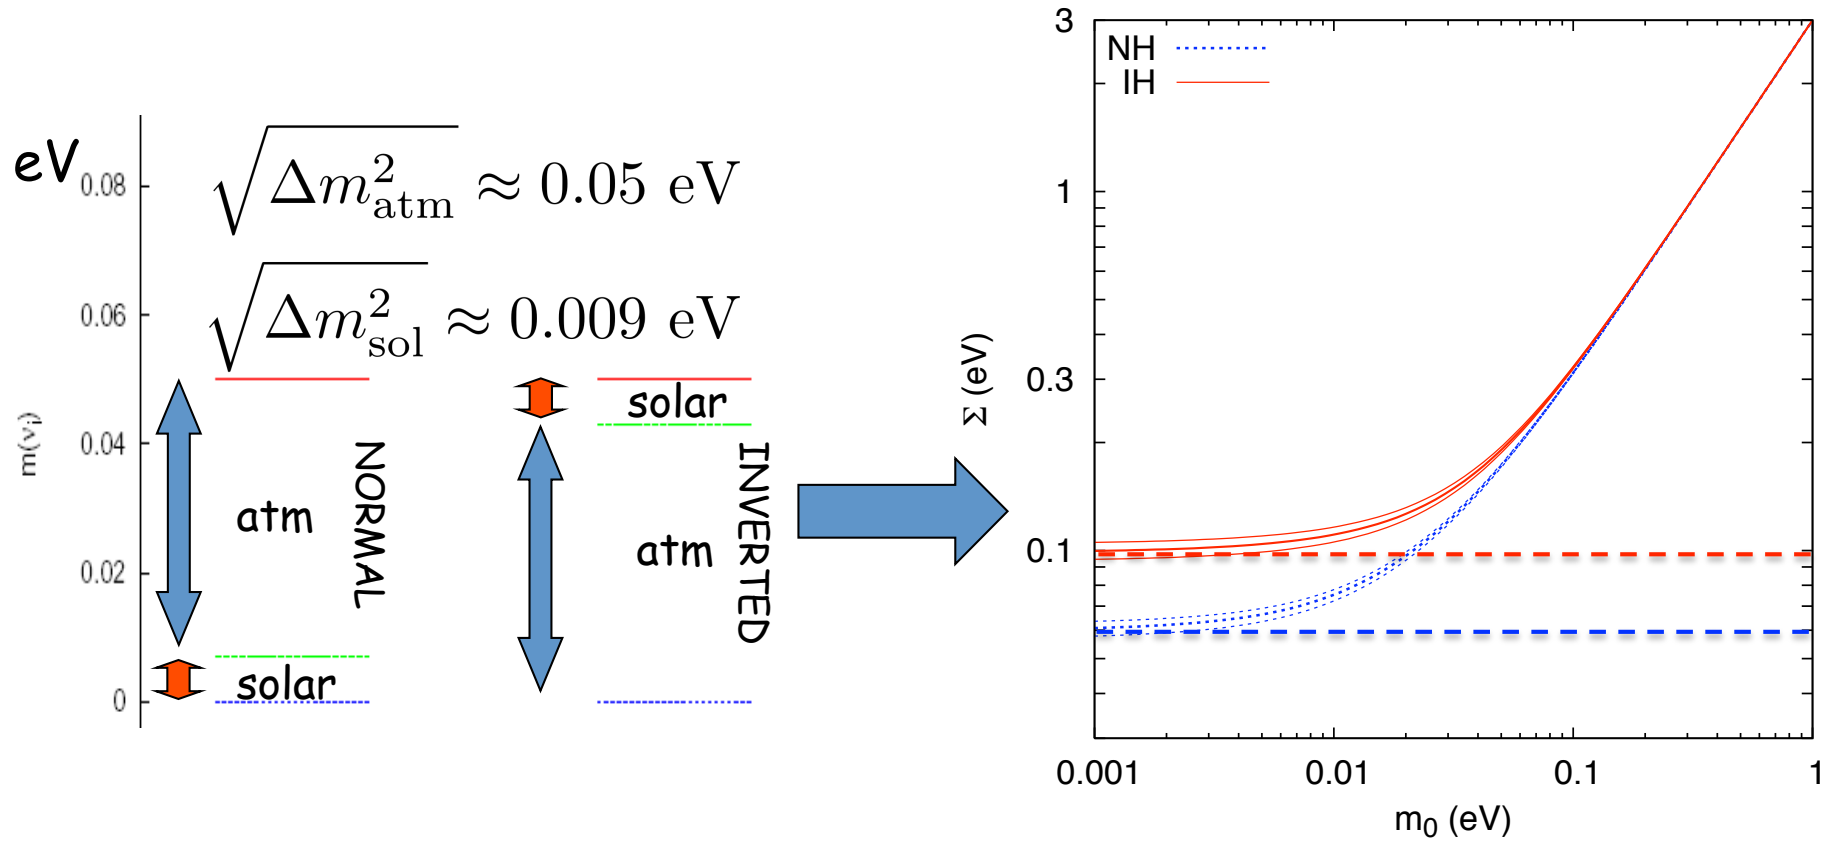 eV
√Δm²atm ≈ 0.05 eV
√Δm²sol ≈ 0.009 eV
0.08
0.06
0.04
0.02
0
m(νi)
atm
NORMAL
solar
solar
atm
INVERTED
NH
IH
3
1
0.3
0.1
Σ (eV)
0.001
0.01
0.1
1
m0 (eV)